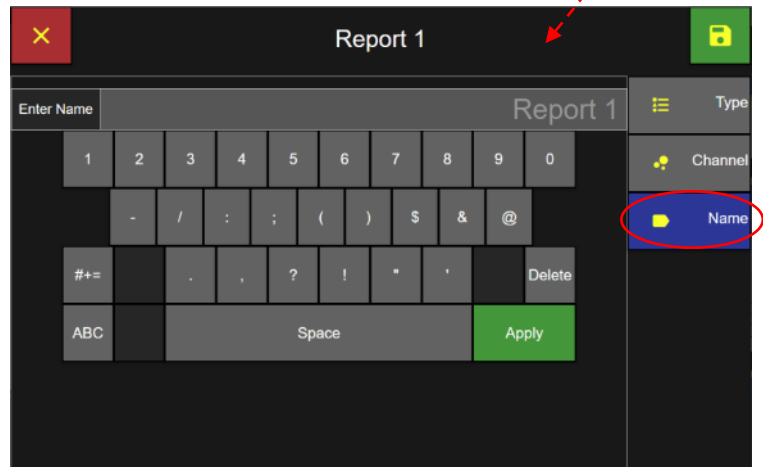 Report 1
Enter Name Report 1
Type
1 2 3 4 5 6 7 8 9 0
Channel
- / : ; ( ) $ & @
Name
#+= . , ? ! " ' Delete
ABC Space Apply